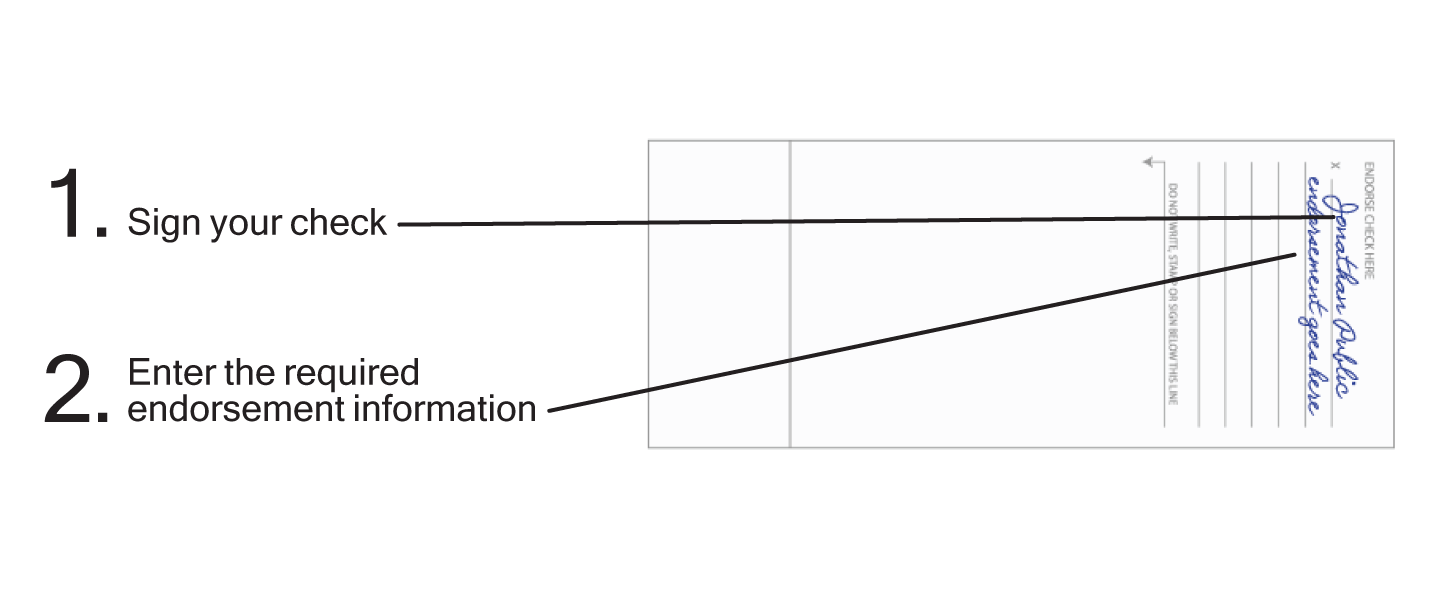 1. Sign your check
2. Enter the required
endorsement information
ENDORSE CHECK HERE
X Jonathan Public
endorsement goes here
DO NOT WRITE, STAMP OR SIGN BELOW THIS LINE